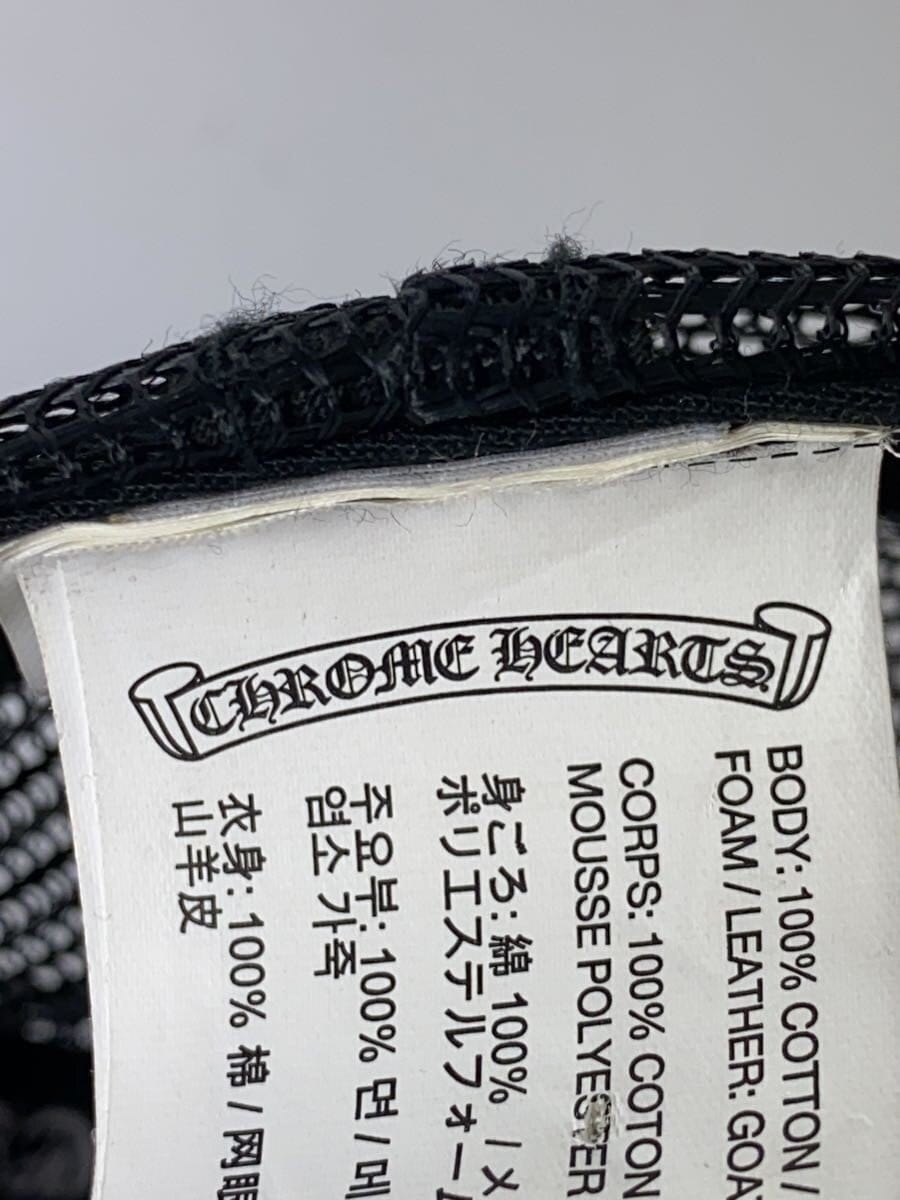 CHROME HEARTS
BODY: 100% COTTON /
FOAM / LEATHER: GOA
CORPS: 100% COTON
MOUSSE POLYESTER
身ごろ: 綿 100% / メ
ポリエステルフォー
주요부: 100% 면 / 메
염소 가죽
衣身: 100% 棉 / 网眼
山羊皮